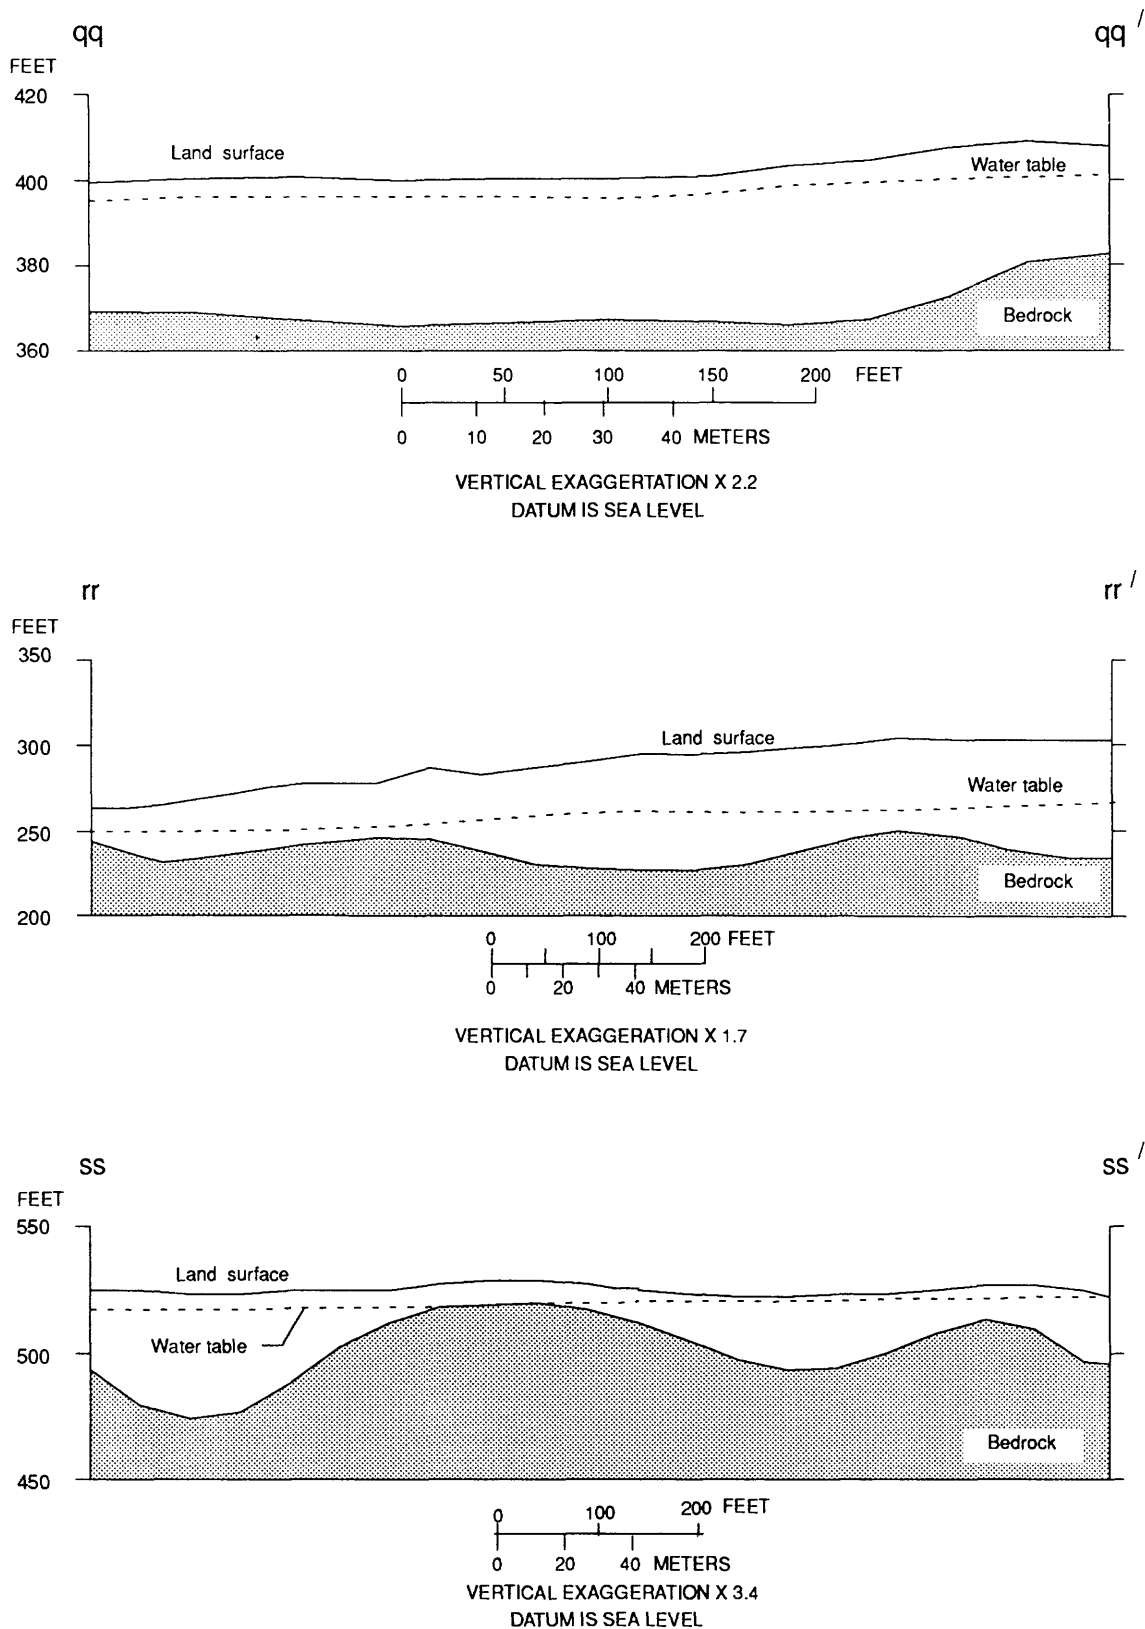 qq qq /
FEET
420
Land surface
Water table
400
380
Bedrock
360
0 50 100 150 200 FEET
0 10 20 30 40 METERS
VERTICAL EXAGGERTATION X 2.2
DATUM IS SEA LEVEL
rr rr /
FEET
350
Land surface
300
Water table
250
Bedrock
200
0 100 200 FEET
0 20 40 METERS
VERTICAL EXAGGERATION X 1.7
DATUM IS SEA LEVEL
ss ss /
FEET
550
Land surface
Water table
500
Bedrock
450
0 100 200 FEET
0 20 40 METERS
VERTICAL EXAGGERATION X 3.4
DATUM IS SEA LEVEL